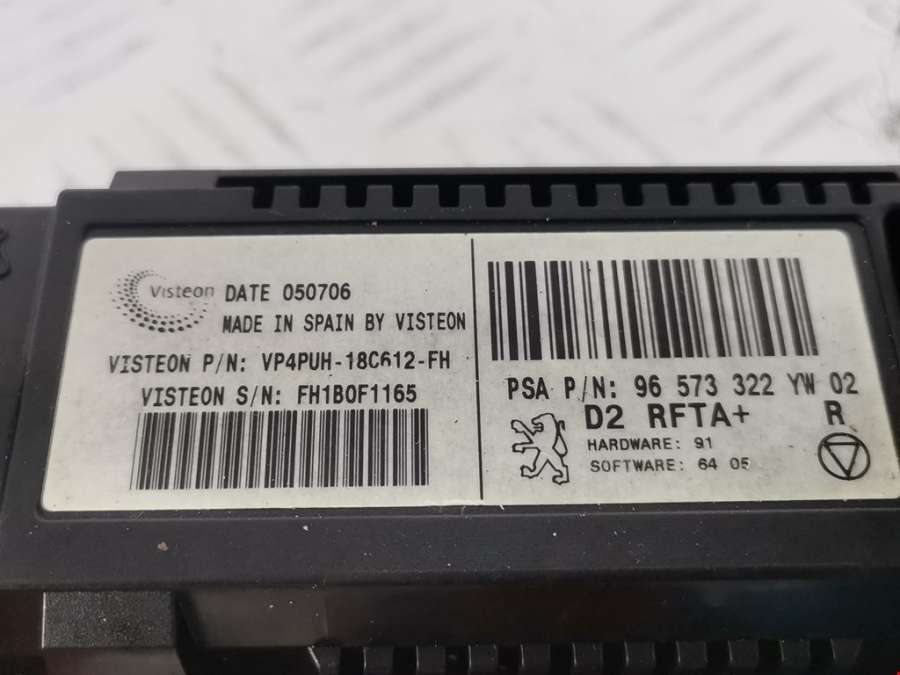 Visteon
DATE 050706
MADE IN SPAIN BY VISTEON
VISTEON P/N: VP4PUH-18C612-FH
VISTEON S/N: FH1BOF1165
PSA P/N: 96 573 322 YW 02
D2 RFTA+ R
HARDWARE: 91
SOFTWARE: 64 05